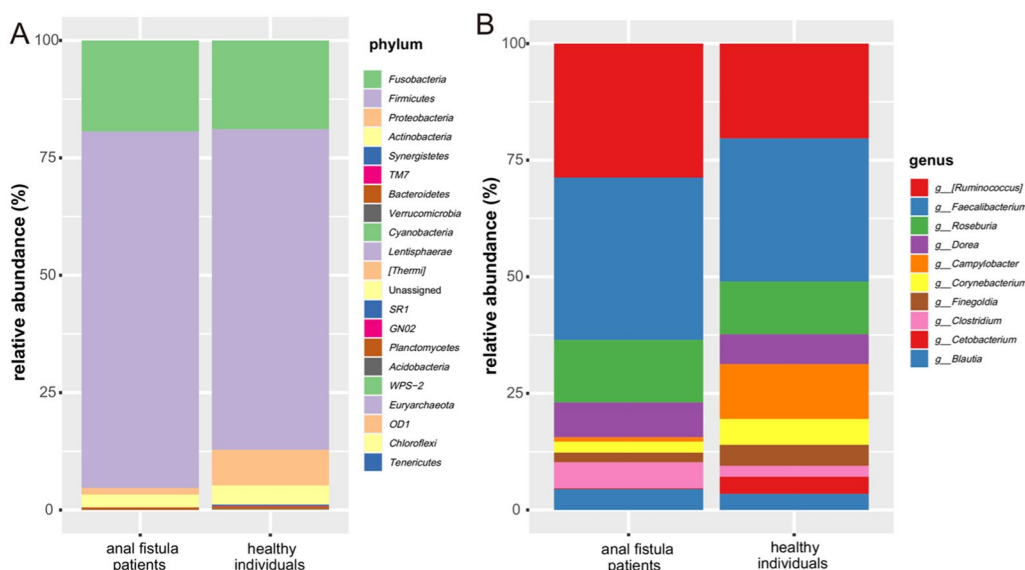 A
relative abundance (%)
100
75
50
25
0
anal fistula
patients
healthy
individuals
phylum
Fusobacteria
Firmicutes
Proteobacteria
Actinobacteria
Synergistetes
TM7
Bacteroidetes
Verrucomicrobia
Cyanobacteria
Lentisphaerae
[Thermi]
Unassigned
SR1
GN02
Planctomycetes
Acidobacteria
WPS-2
Euryarchaeota
OD1
Chloroflexi
Tenericutes
B
relative abundance (%)
100
75
50
25
0
anal fistula
patients
healthy
individuals
genus
g__[Ruminococcus]
g__Faecalibacterium
g__Roseburia
g__Dorea
g__Campylobacter
g__Corynebacterium
g__Finegoldia
g__Clostridium
g__Cetobacterium
g__Blautia